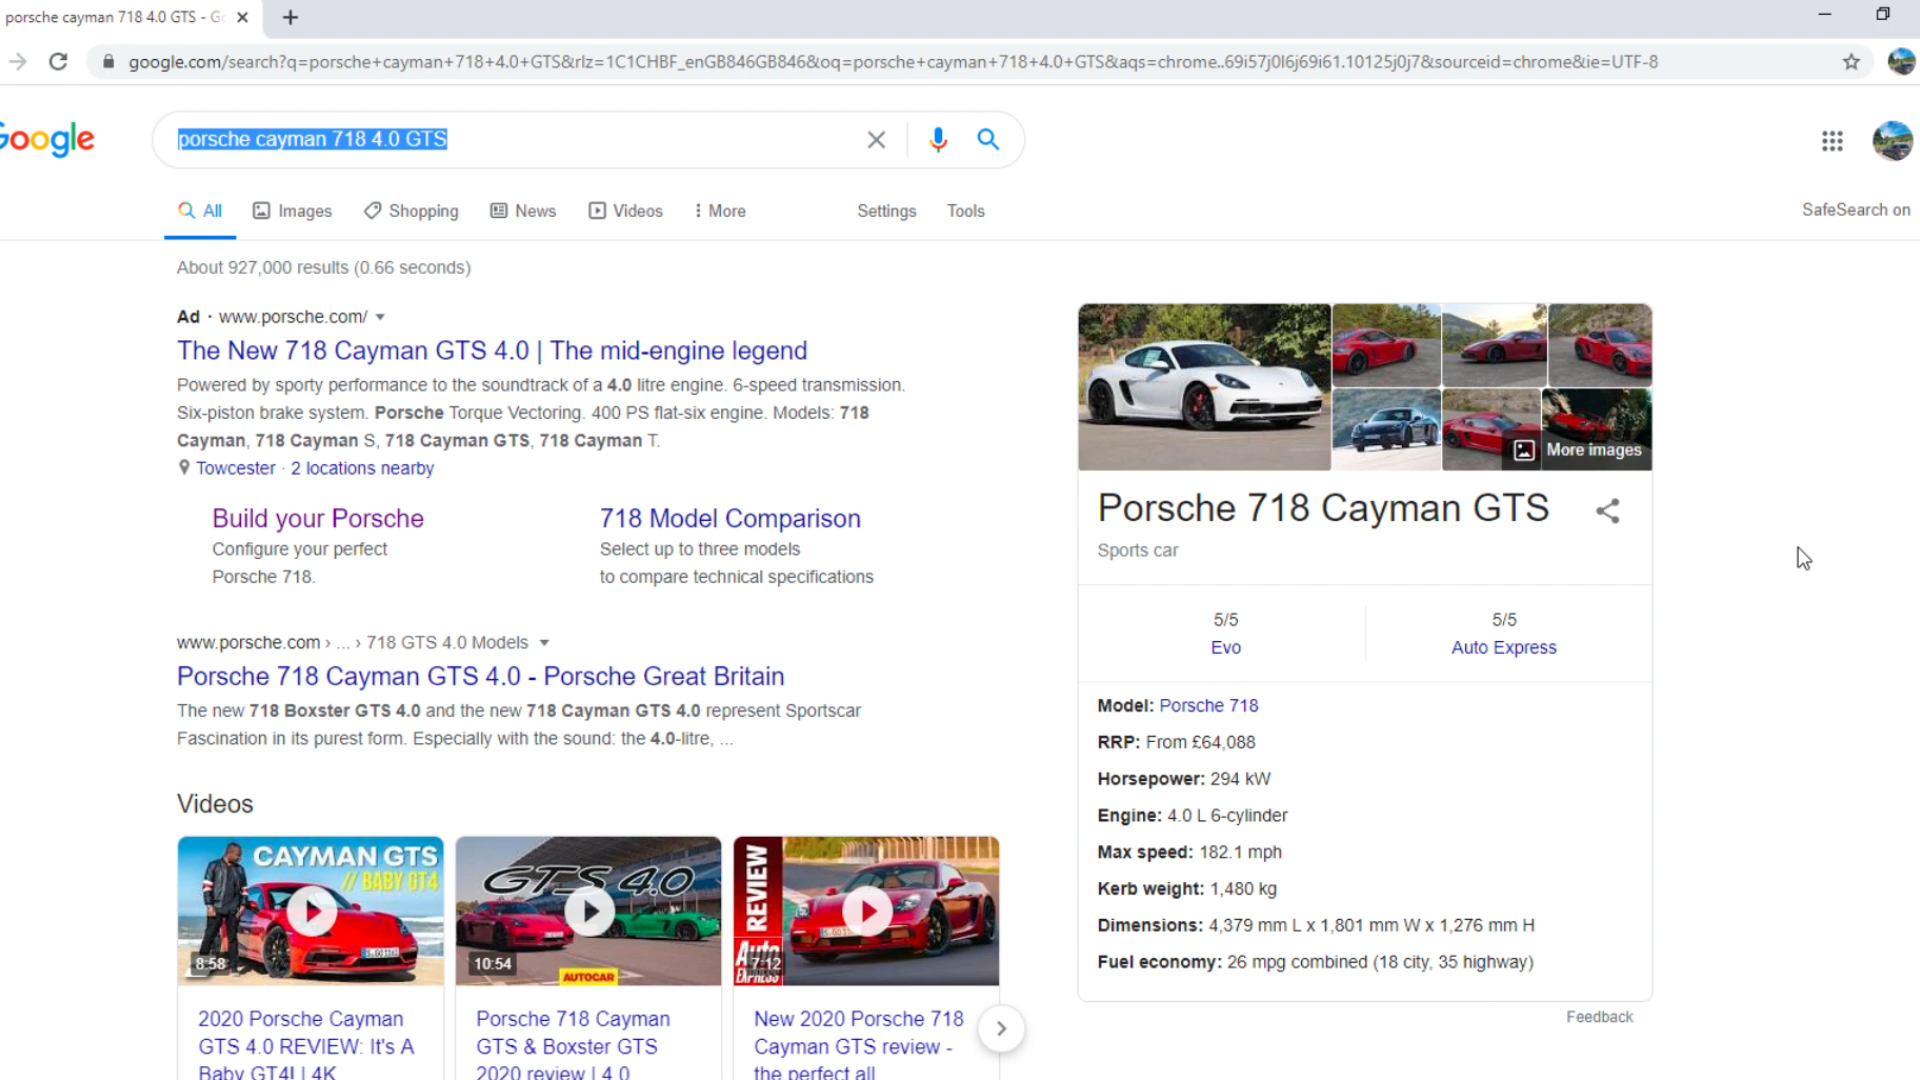 porsche cayman 718 4.0 GTS - Go
google.com/search?q=porsche+cayman+718+4.0+GTS&rlz=1C1CHBF_enGB846GB846&oq=porsche+cayman+718+4.0+GTS&aqs=chrome..69i57j0l6j69i61.10125j0j7&sourceid=chrome&ie=UTF-8
Google
porsche cayman 718 4.0 GTS
All Images Shopping News Videos More Settings Tools
SafeSearch on
About 927,000 results (0.66 seconds)
Ad · www.porsche.com/
The New 718 Cayman GTS 4.0 | The mid-engine legend
Powered by sporty performance to the soundtrack of a 4.0 litre engine. 6-speed transmission.
Six-piston brake system. Porsche Torque Vectoring. 400 PS flat-six engine. Models: 718
Cayman, 718 Cayman S, 718 Cayman GTS, 718 Cayman T.
Towcester · 2 locations nearby
Build your Porsche
Configure your perfect
Porsche 718.
718 Model Comparison
Select up to three models
to compare technical specifications
www.porsche.com › ... › 718 GTS 4.0 Models
Porsche 718 Cayman GTS 4.0 - Porsche Great Britain
The new 718 Boxster GTS 4.0 and the new 718 Cayman GTS 4.0 represent Sportscar
Fascination in its purest form. Especially with the sound: the 4.0-litre, ...
Videos
CAYMAN GTS
// BABY GT4
8:58
2020 Porsche Cayman
GTS 4.0 REVIEW: It's A
Baby GT4! | 4K
GTS 4.0
10:54
AUTOCAR
Porsche 718 Cayman
GTS & Boxster GTS
2020 review | 4.0
REVIEW
Auto
EXPRESS
7:12
New 2020 Porsche 718
Cayman GTS review -
the perfect all
More images
Porsche 718 Cayman GTS
Sports car
5/5
Evo
5/5
Auto Express
Model: Porsche 718
RRP: From £64,088
Horsepower: 294 kW
Engine: 4.0 L 6-cylinder
Max speed: 182.1 mph
Kerb weight: 1,480 kg
Dimensions: 4,379 mm L x 1,801 mm W x 1,276 mm H
Fuel economy: 26 mpg combined (18 city, 35 highway)
Feedback